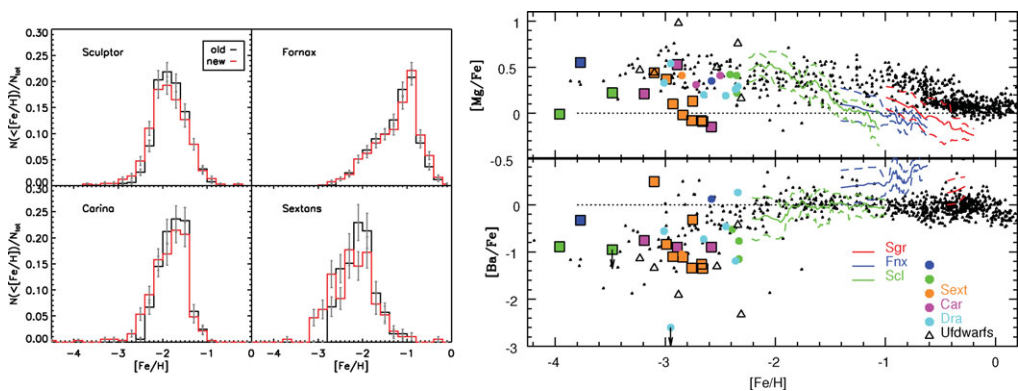 0.30
0.25
0.20
0.15
0.10
0.05
0.00
N(<[Fe/H])/N_tot
Sculptor
old
new
Fornax
0.30
0.25
0.20
0.15
0.10
0.05
0.00
N(<[Fe/H])/N_tot
Carina
Sextans
-4 -3 -2 -1 0 -4 -3 -2 -1 0
[Fe/H] [Fe/H]
1
0.5
0
-0.5
[Mg/Fe]
0
-1
-2
-3
[Ba/Fe]
Sgr
Fnx
Scl
Sext
Car
Dra
Ufdwarfs
-4 -3 -2 -1 0
[Fe/H]